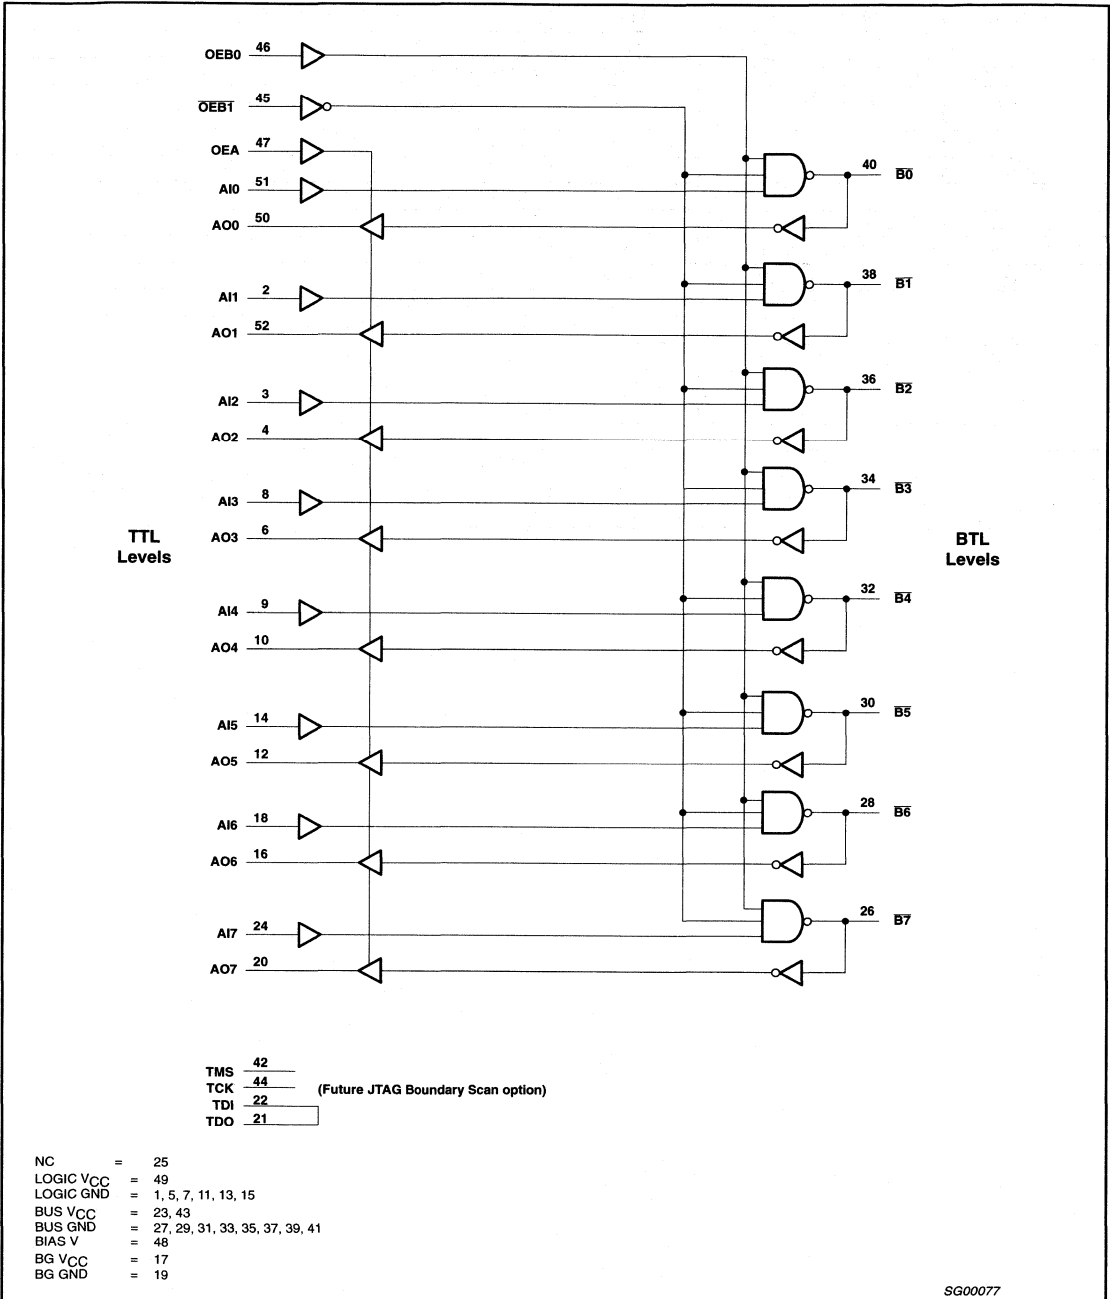 OEB0 46
OEB1 45
OEA 47
AI0 51
40 B0
AO0 50
AI1 2
38 B1
AO1 52
AI2 3
36 B2
AO2 4
AI3 8
34 B3
AO3 6
TTL
Levels
BTL
Levels
AI4 9
32 B4
AO4 10
AI5 14
30 B5
AO5 12
AI6 18
28 B6
AO6 16
AI7 24
26 B7
AO7 20
TMS 42
TCK 44
(Future JTAG Boundary Scan option)
TDI 22
TDO 21
NC = 25
LOGIC VCC = 49
LOGIC GND = 1, 5, 7, 11, 13, 15
BUS VCC = 23, 43
BUS GND = 27, 29, 31, 33, 35, 37, 39, 41
BIAS V = 48
BG VCC = 17
BG GND = 19
SG00077